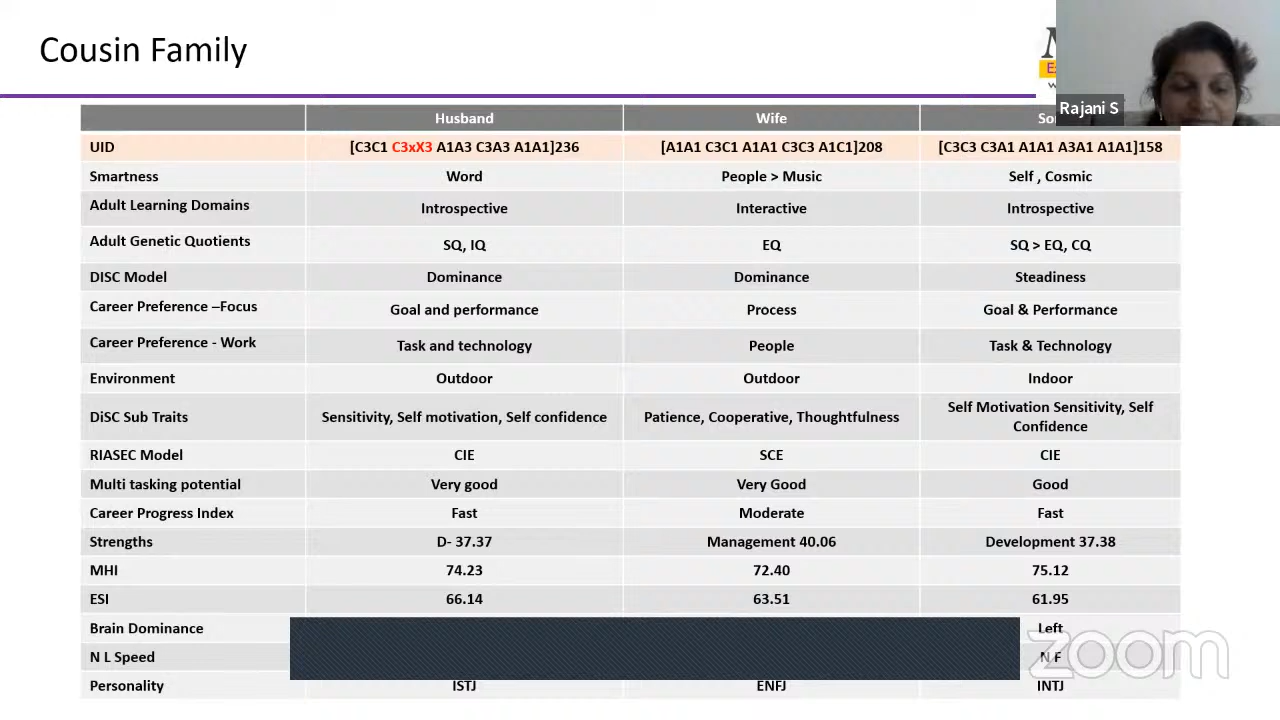 Cousin Family
Rajani S
Husband Wife
UID [C3C1 C3xX3 A1A3 C3A3 A1A1]236 [A1A1 C3C1 A1A1 C3C3 A1C1]208 [C3C3 C3A1 A1A1 A3A1 A1A1]158
Smartness Word People > Music Self , Cosmic
Adult Learning Domains Introspective Interactive Introspective
Adult Genetic Quotients SQ, IQ EQ SQ > EQ, CQ
DISC Model Dominance Dominance Steadiness
Career Preference –Focus Goal and performance Process Goal & Performance
Career Preference - Work Task and technology People Task & Technology
Environment Outdoor Outdoor Indoor
DiSC Sub Traits Sensitivity, Self motivation, Self confidence Patience, Cooperative, Thoughtfulness Self Motivation Sensitivity, Self
Confidence
RIASEC Model CIE SCE CIE
Multi tasking potential Very good Very Good Good
Career Progress Index Fast Moderate Fast
Strengths D- 37.37 Management 40.06 Development 37.38
MHI 74.23 72.40 75.12
ESI 66.14 63.51 61.95
Brain Dominance Left
N L Speed N F
Personality ISTJ ENFJ INTJ
zoom